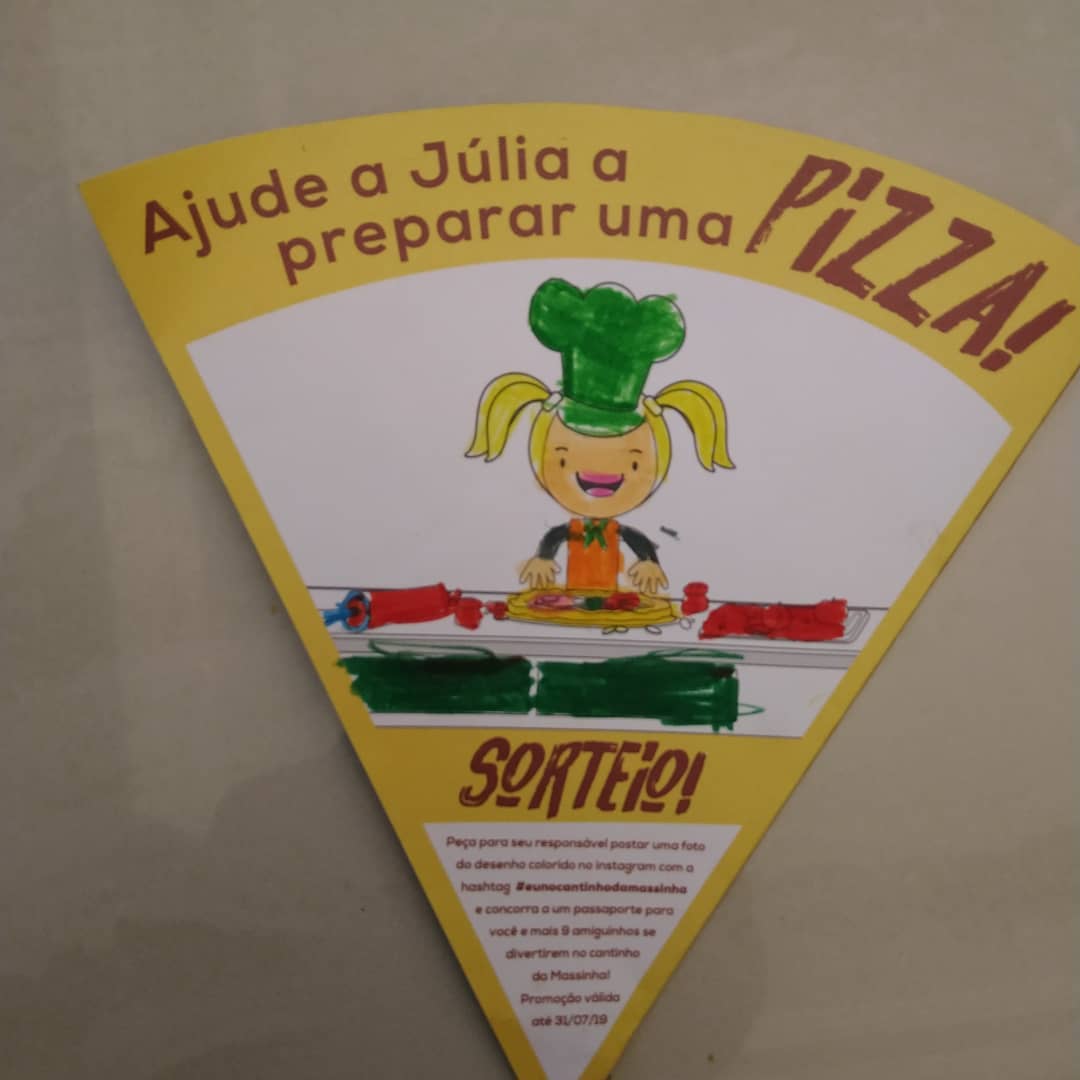 Ajude a Júlia a
preparar uma PiZZA!
SORTEiO!
Peça para seu responsável postar uma foto
do desenho colorido no instagram com a
hashtag #eunocantinhodamassinha
e concorra a um passaporte para
você e mais 9 amiguinhos se
divertirem no cantinho
da Massinha!
Promoção válida
até 31/07/19